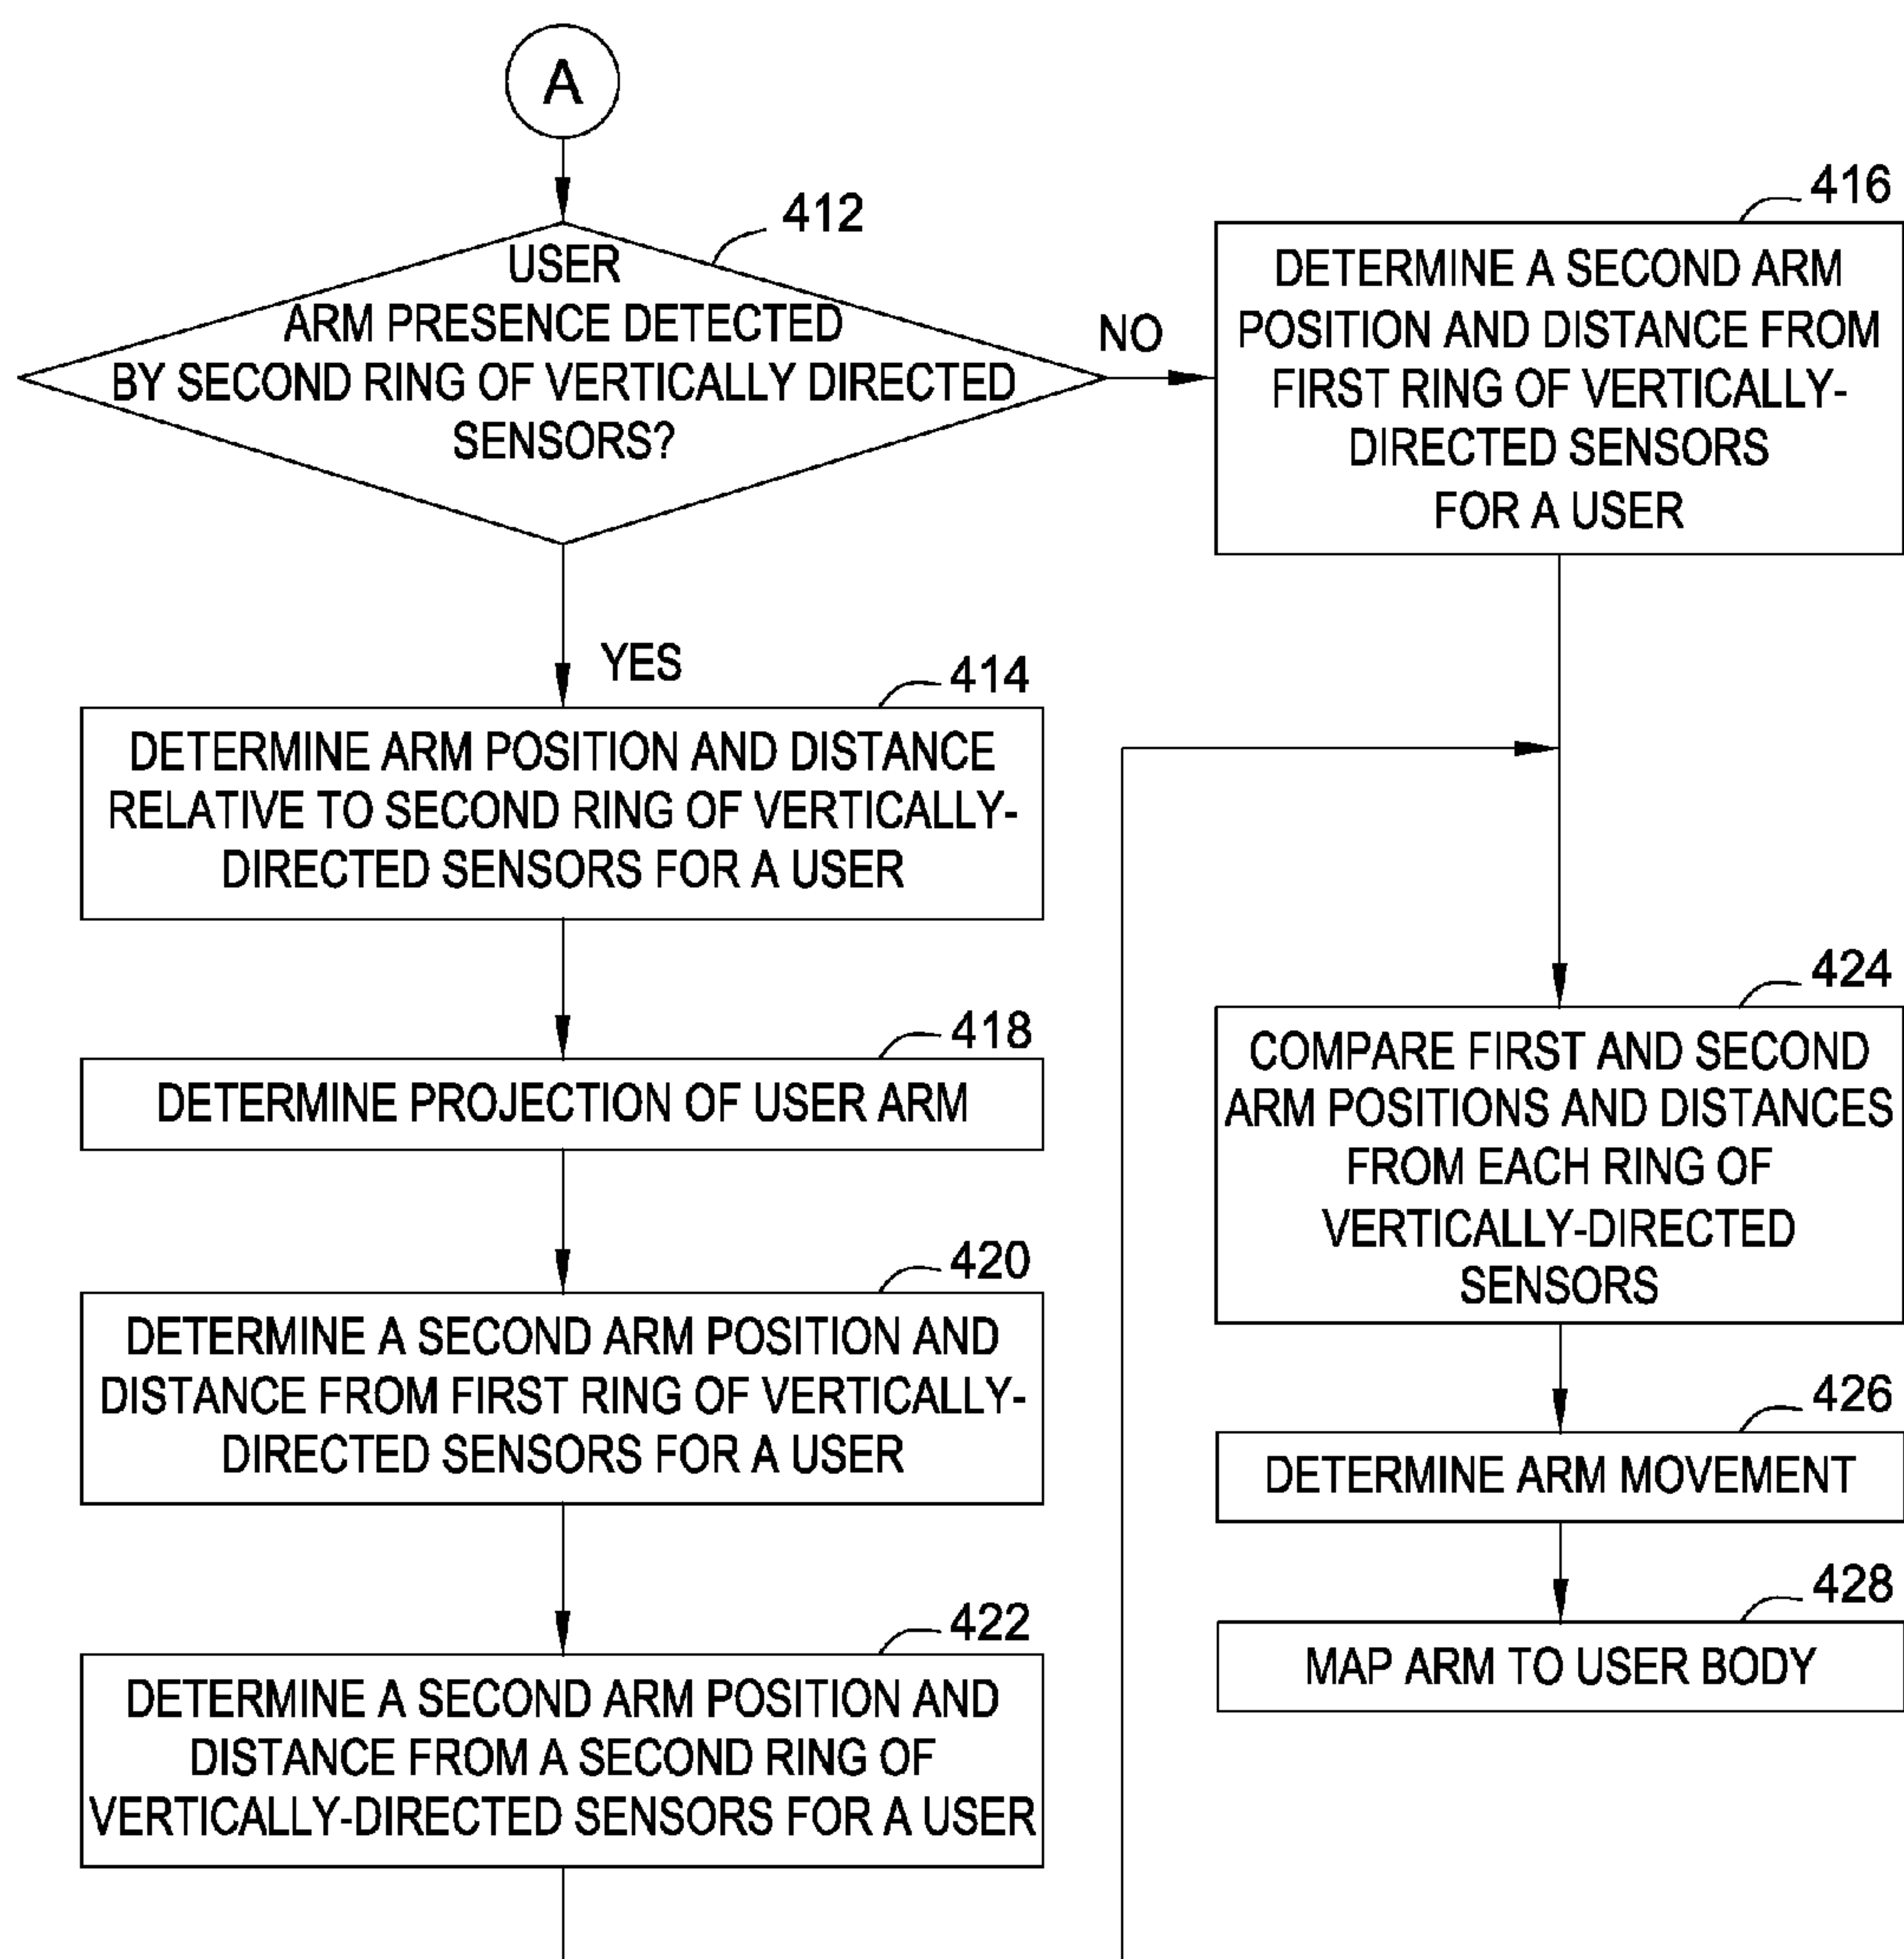 A
412
USER
ARM PRESENCE DETECTED
BY SECOND RING OF VERTICALLY DIRECTED
SENSORS?
NO
416
DETERMINE A SECOND ARM
POSITION AND DISTANCE FROM
FIRST RING OF VERTICALLY-
DIRECTED SENSORS
FOR A USER
YES
414
DETERMINE ARM POSITION AND DISTANCE
RELATIVE TO SECOND RING OF VERTICALLY-
DIRECTED SENSORS FOR A USER
418
DETERMINE PROJECTION OF USER ARM
420
DETERMINE A SECOND ARM POSITION AND
DISTANCE FROM FIRST RING OF VERTICALLY-
DIRECTED SENSORS FOR A USER
422
DETERMINE A SECOND ARM POSITION AND
DISTANCE FROM A SECOND RING OF
VERTICALLY-DIRECTED SENSORS FOR A USER
424
COMPARE FIRST AND SECOND
ARM POSITIONS AND DISTANCES
FROM EACH RING OF
VERTICALLY-DIRECTED
SENSORS
426
DETERMINE ARM MOVEMENT
428
MAP ARM TO USER BODY